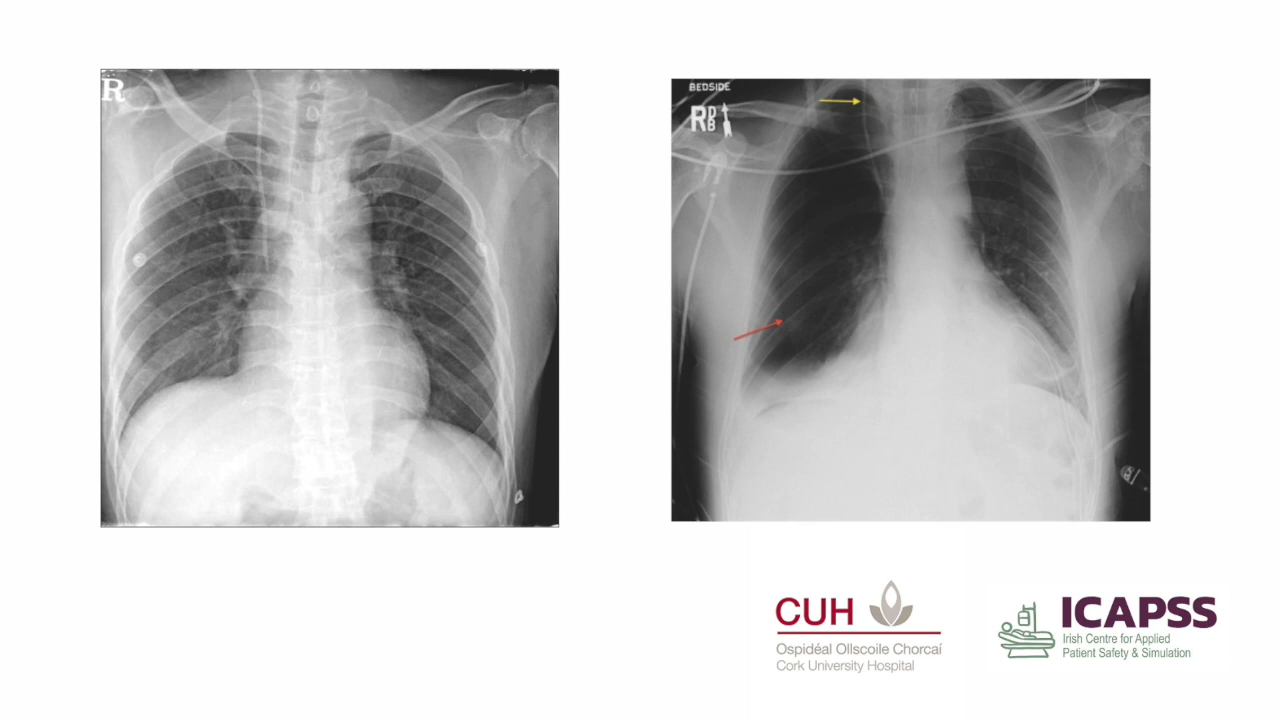 R
BEDSIDE
R D
B
CUH
Ospidéal Ollscoile Chorcaí
Cork University Hospital
ICAPSS
Irish Centre for Applied
Patient Safety & Simulation